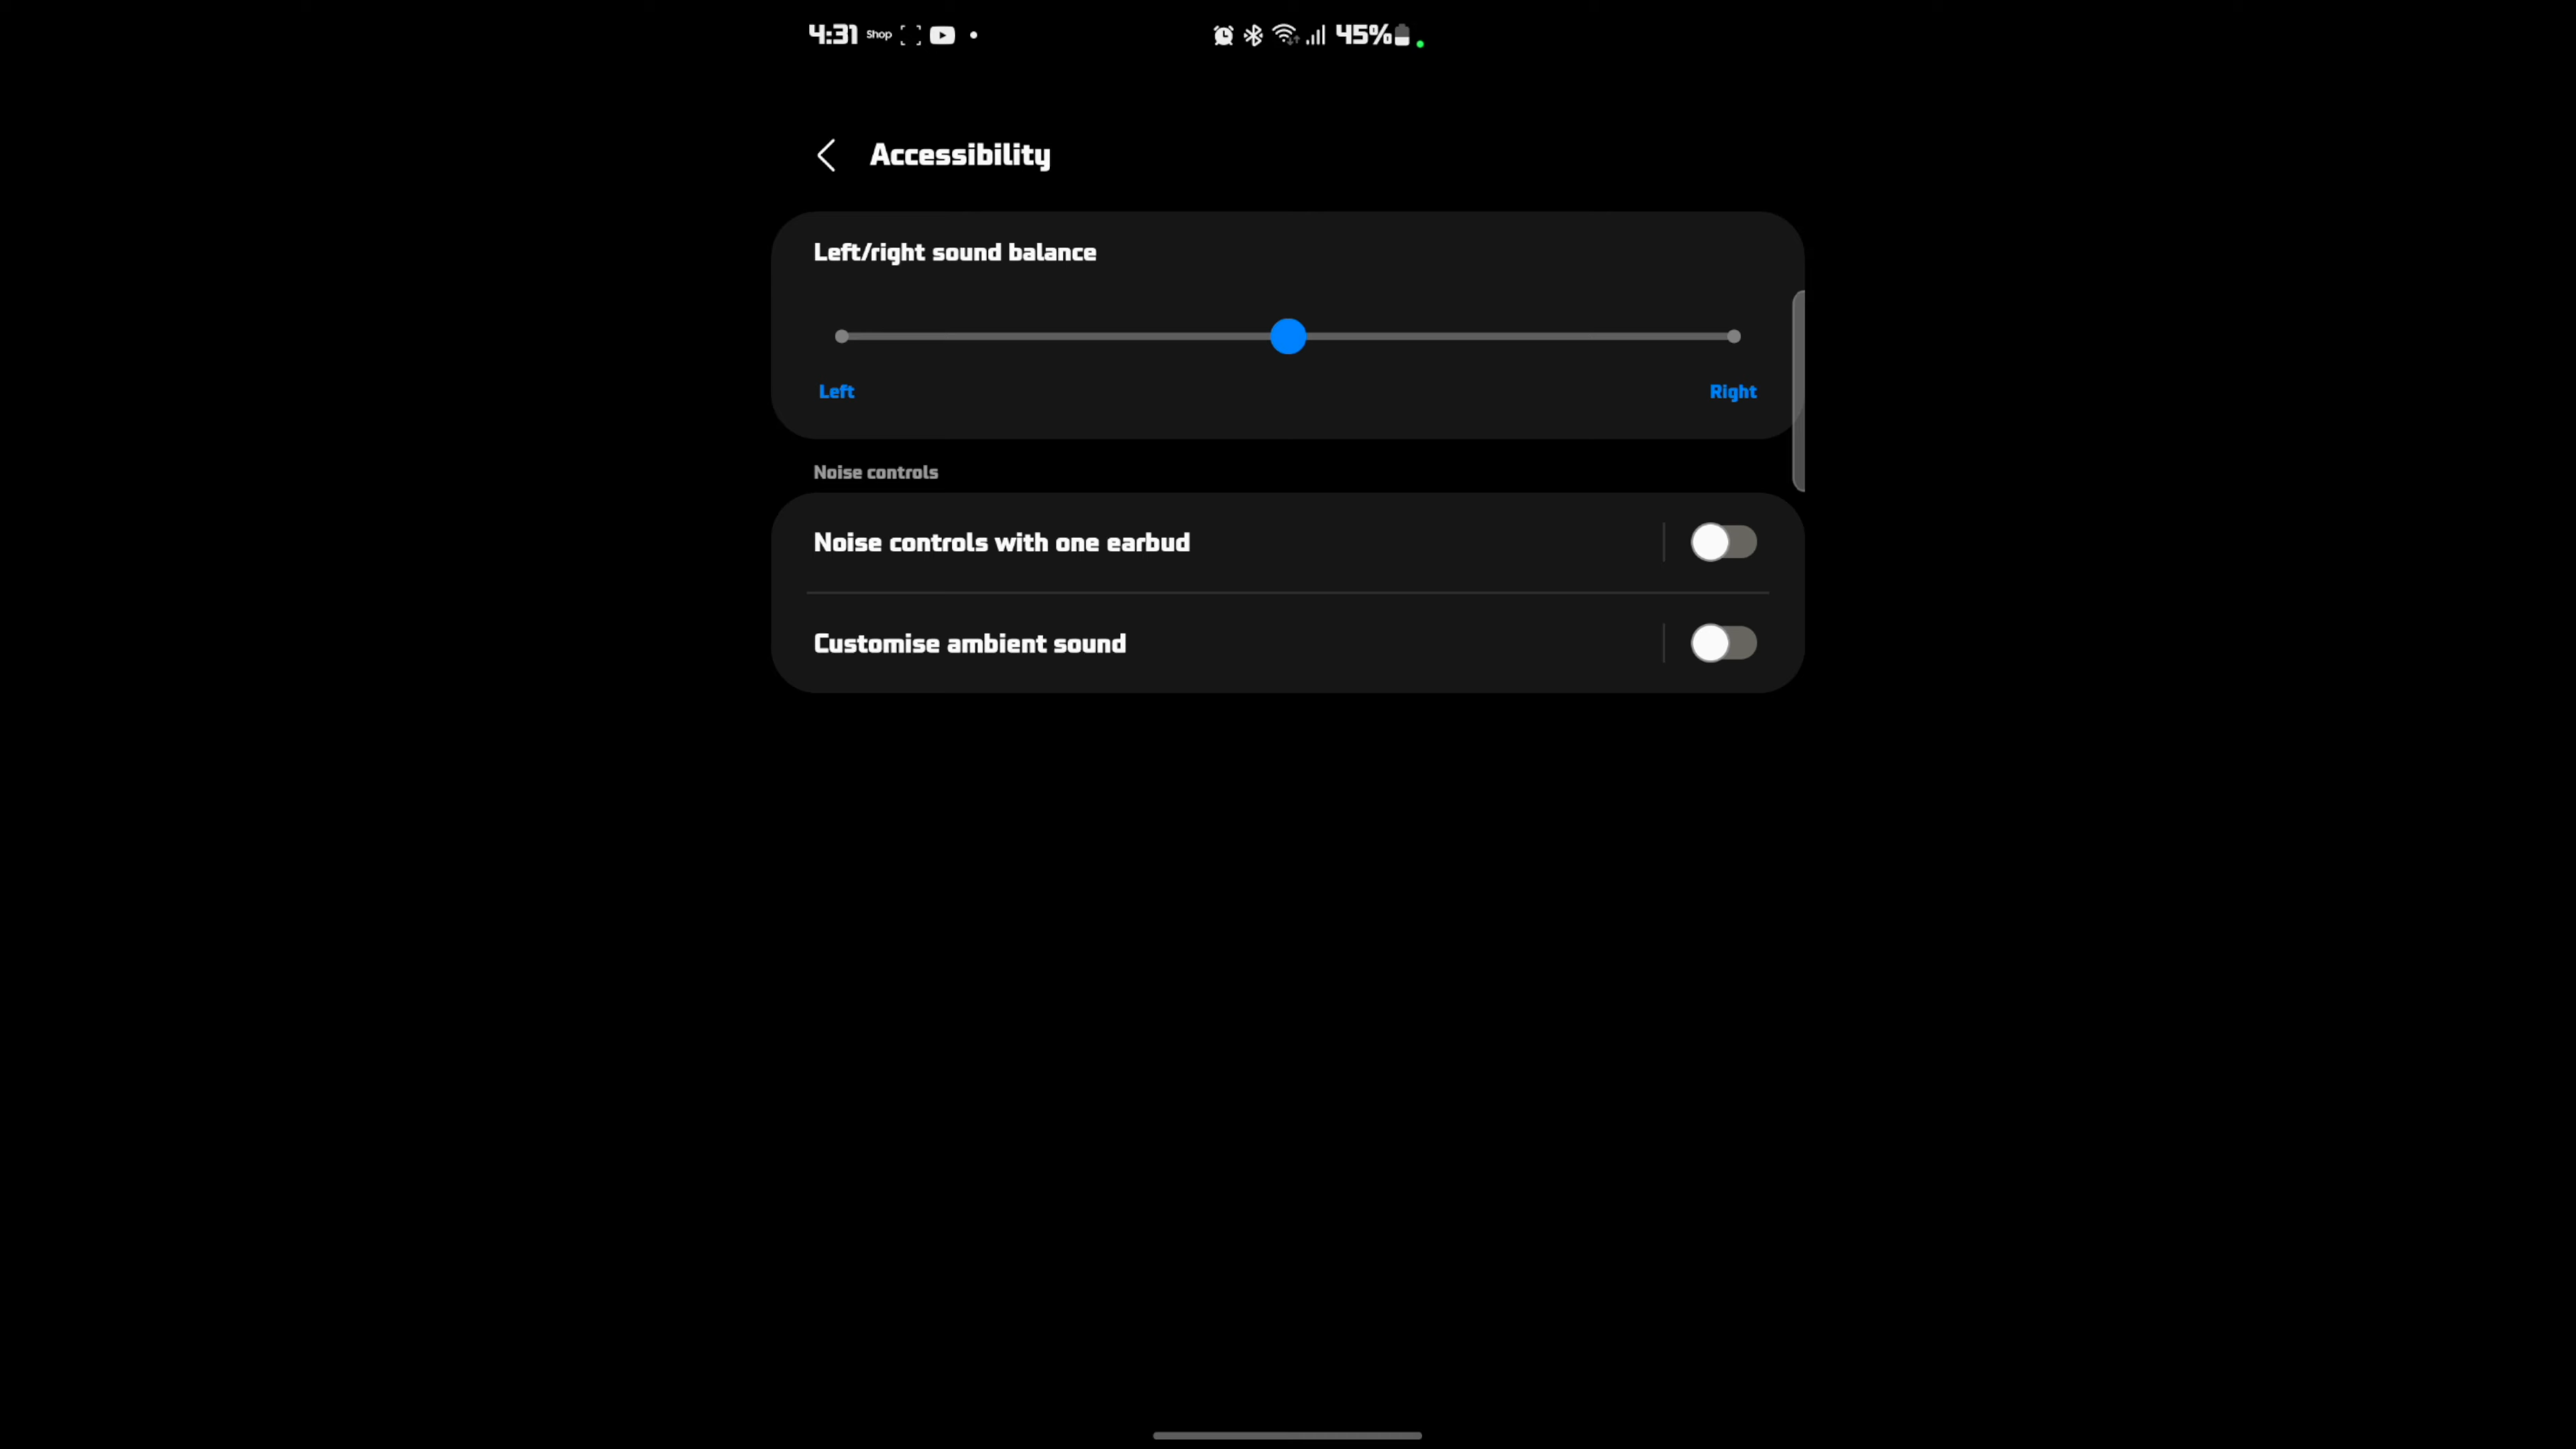 4:31 Shop 45%
Accessibility
Left/right sound balance
Left Right
Noise controls
Noise controls with one earbud
Customise ambient sound